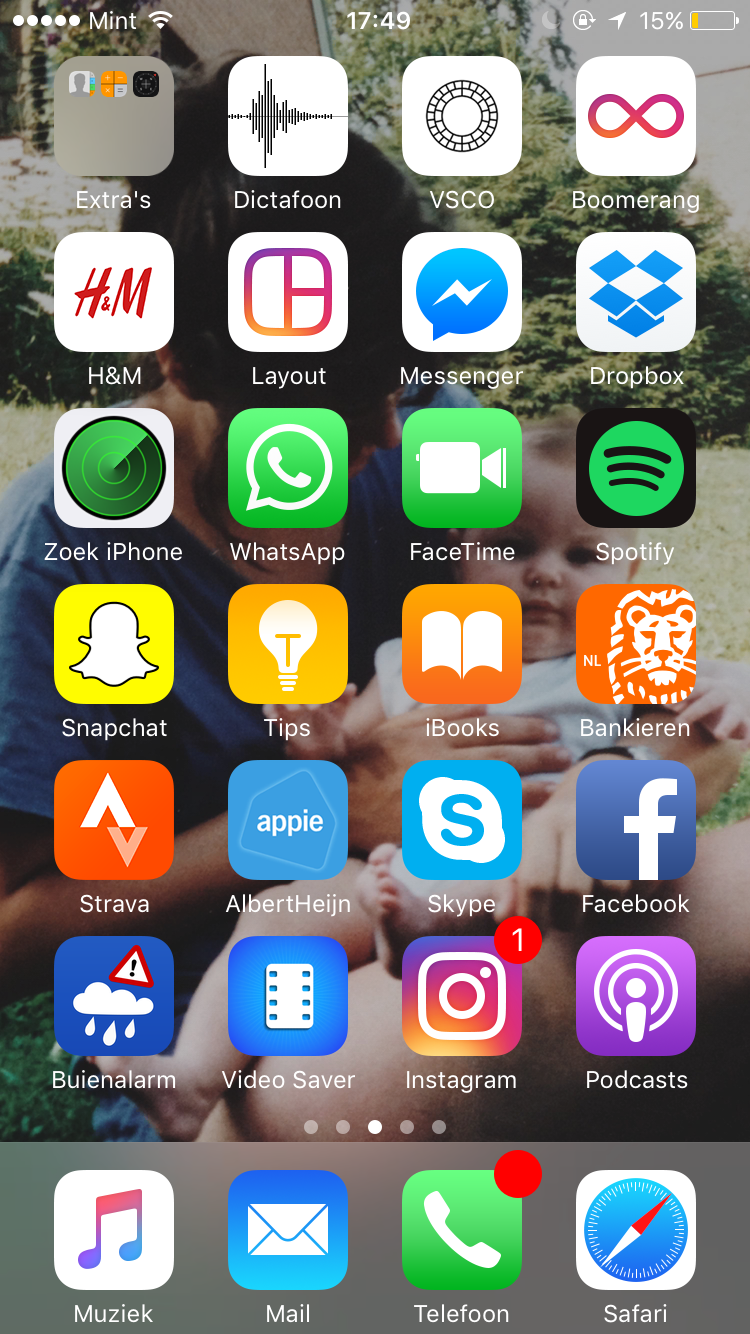 Mint 17:49 15%
Extra's Dictafoon VSCO Boomerang
H&M
H&M Layout Messenger Dropbox
Zoek iPhone WhatsApp FaceTime Spotify
NL
Snapchat Tips iBooks Bankieren
appie
Strava AlbertHeijn Skype Facebook
1
Buienalarm Video Saver Instagram Podcasts
Muziek Mail Telefoon Safari